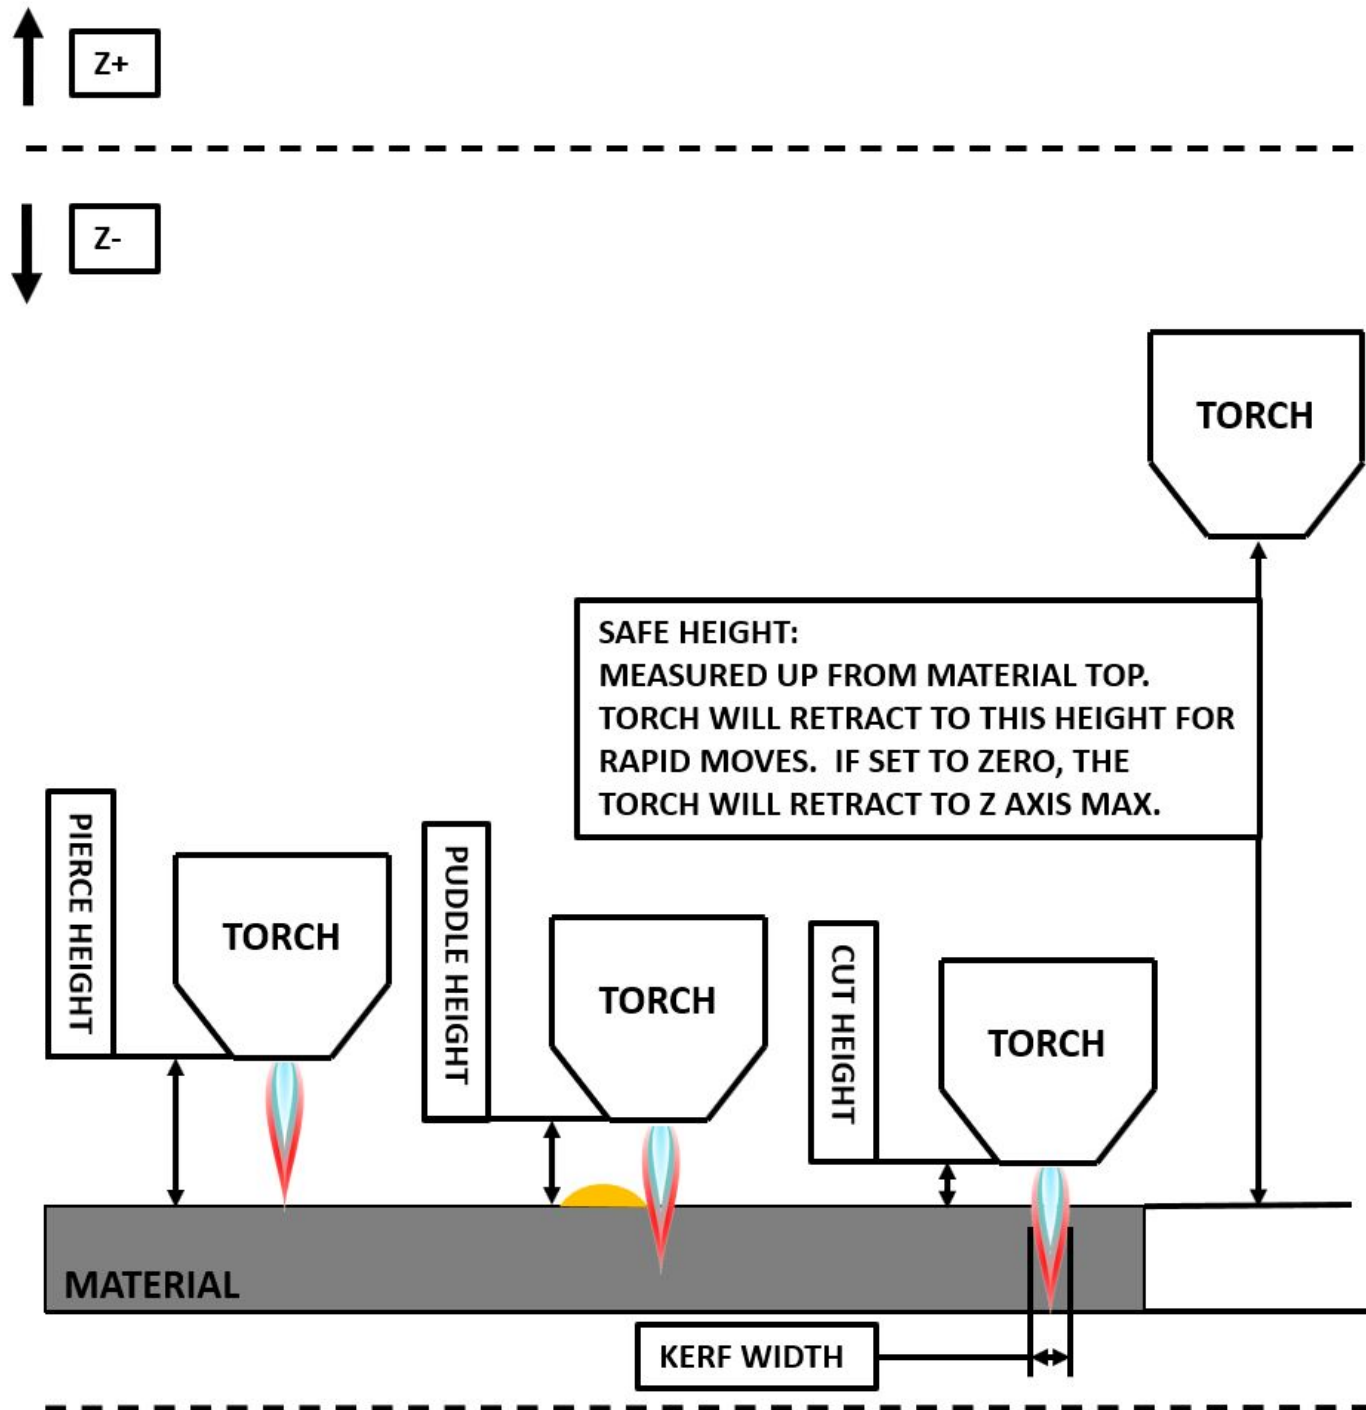 Z+
Z-
TORCH
SAFE HEIGHT:
MEASURED UP FROM MATERIAL TOP.
TORCH WILL RETRACT TO THIS HEIGHT FOR
RAPID MOVES.  IF SET TO ZERO, THE
TORCH WILL RETRACT TO Z AXIS MAX.
PIERCE HEIGHT
TORCH
PUDDLE HEIGHT
TORCH
CUT HEIGHT
TORCH
MATERIAL
KERF WIDTH